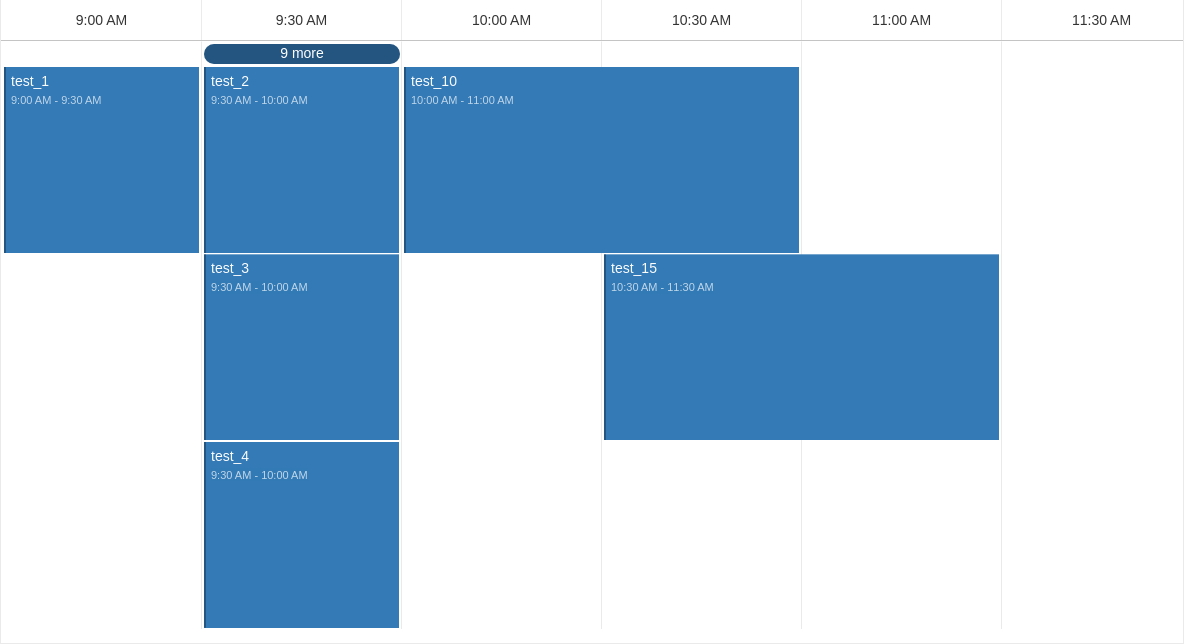 9:00 AM
9:30 AM
10:00 AM
10:30 AM
11:00 AM
11:30 AM
9 more
test_1
9:00 AM - 9:30 AM
test_2
9:30 AM - 10:00 AM
test_10
10:00 AM - 11:00 AM
test_3
9:30 AM - 10:00 AM
test_15
10:30 AM - 11:30 AM
test_4
9:30 AM - 10:00 AM